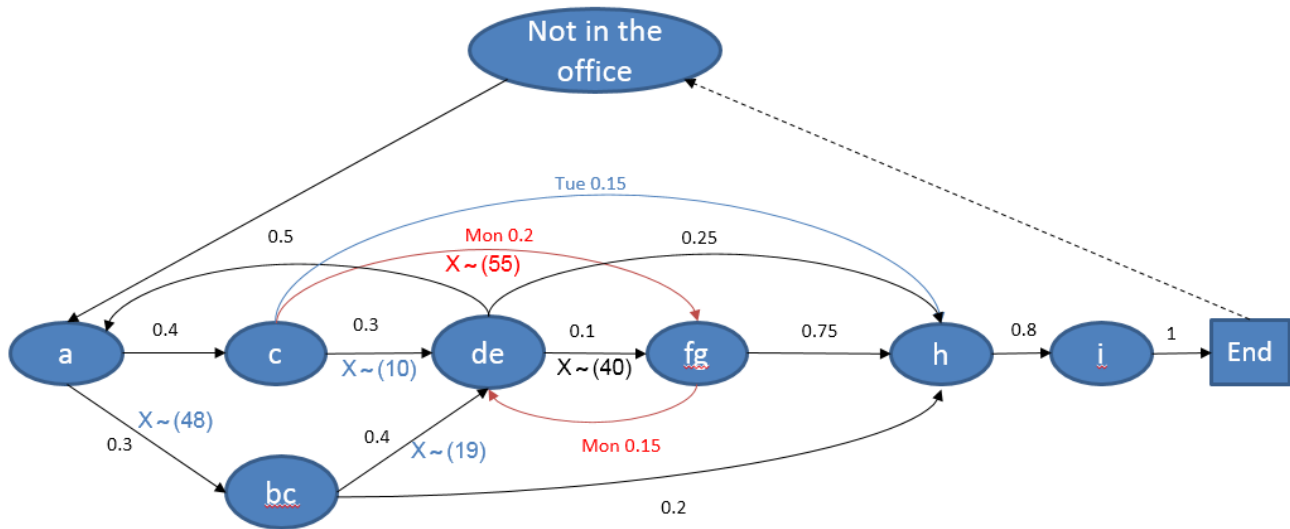 Not in the
office
Tue 0.15
0.5
Mon 0.2
0.25
X ~ (55)
a
0.4
c
0.3
X ~ (10)
de
0.1
X ~ (40)
fg
0.75
h
0.8
i
1
End
X ~ (48)
0.3
0.4
X ~ (19)
Mon 0.15
bc
0.2